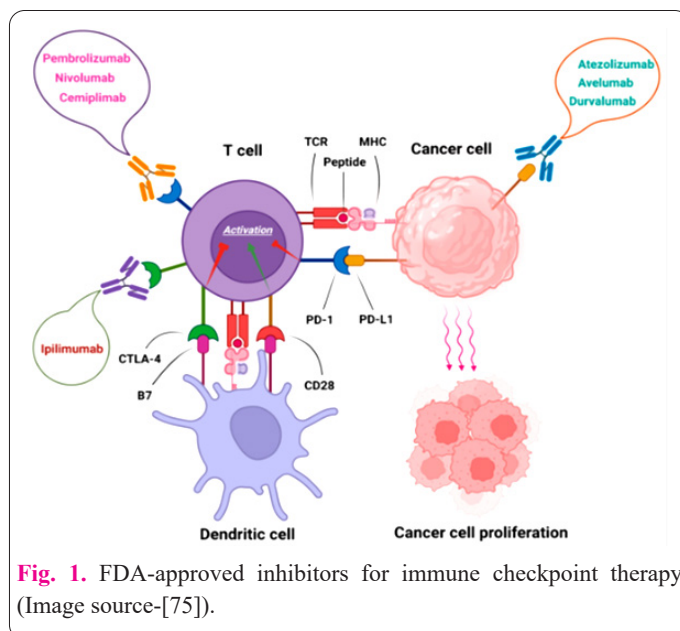 Pembrolizumab
Nivolumab
Cemiplimab
Atezolizumab
Avelumab
Durvalumab
T cell
TCR
Peptide
MHC
Cancer cell
Activation
PD-1
PD-L1
Ipilimumab
CTLA-4
B7
CD28
Dendritic cell
Cancer cell proliferation
Fig. 1. FDA-approved inhibitors for immune checkpoint therapy
(Image source-[75]).